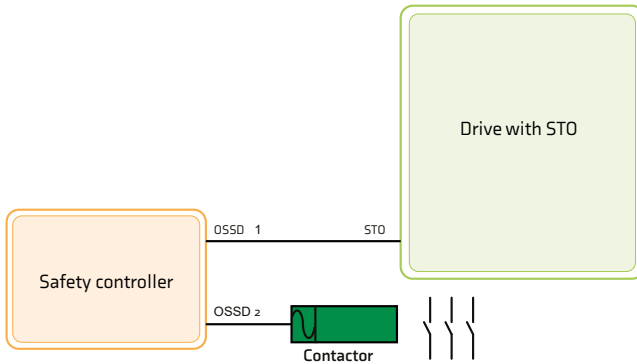 Drive with STO
OSSD 1
STO
Safety controller
OSSD 2
Contactor